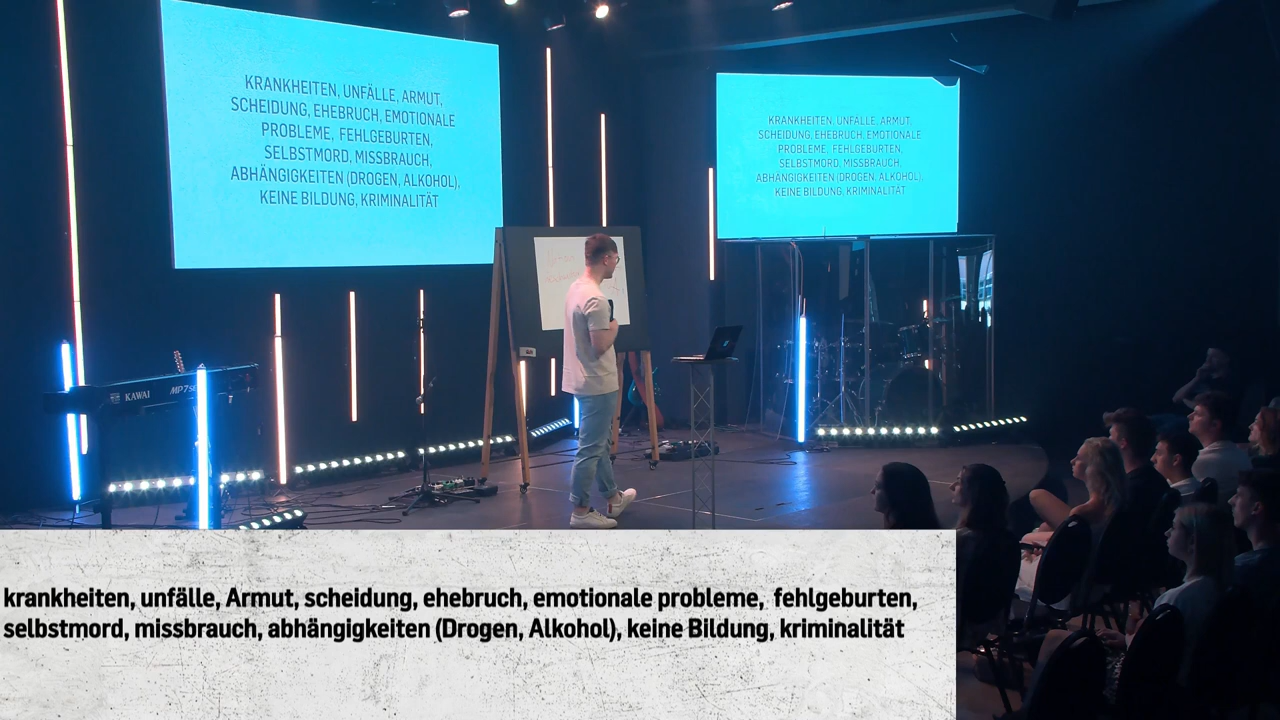 KRANKHEITEN, UNFÄLLE, ARMUT,
SCHEIDUNG, EHEBRUCH, EMOTIONALE
PROBLEME, FEHLGEBURTEN,
SELBSTMORD, MISSBRAUCH,
ABHÄNGIGKEITEN (DROGEN, ALKOHOL),
KEINE BILDUNG, KRIMINALITÄT
KRANKHEITEN, UNFÄLLE, ARMUT,
SCHEIDUNG, EHEBRUCH, EMOTIONALE
PROBLEME, FEHLGEBURTEN,
SELBSTMORD, MISSBRAUCH,
ABHÄNGIGKEITEN (DROGEN, ALKOHOL),
KEINE BILDUNG, KRIMINALITÄT
KAWAI MP7SE
krankheiten, unfälle, Armut, scheidung, ehebruch, emotionale probleme, fehlgeburten,
selbstmord, missbrauch, abhängigkeiten (Drogen, Alkohol), keine Bildung, kriminalität